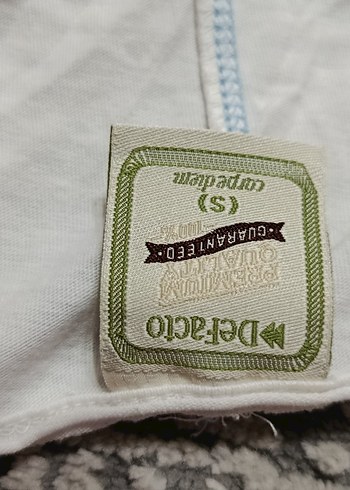 DeFacto
PREMIUM
QUALITY
GUARANTEED
100%
(S)
carpediem